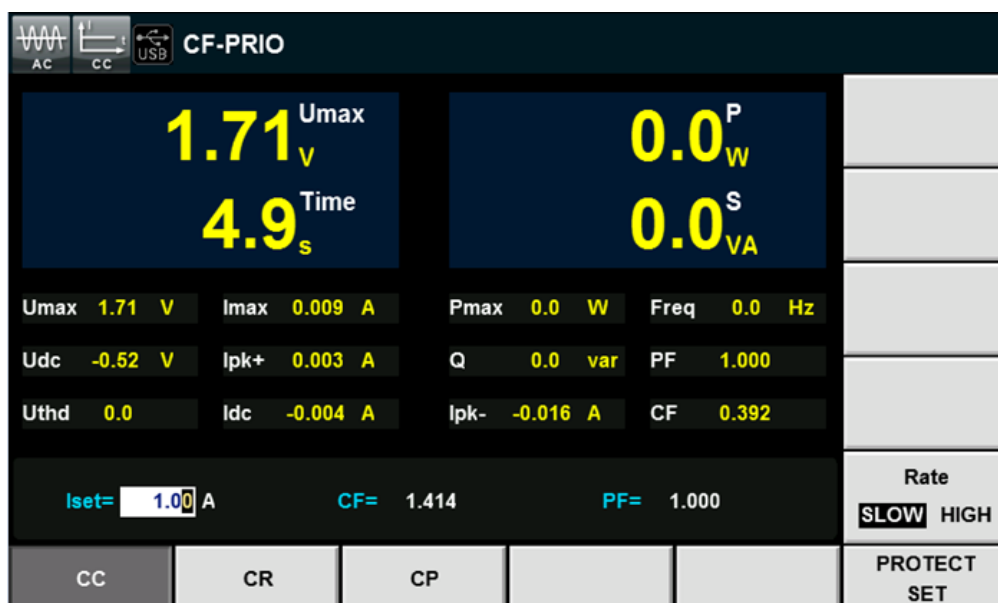 AC CC USB CF-PRIO
1.71 Umax V 0.0 P W
4.9 Time s 0.0 S VA
Umax 1.71 V Imax 0.009 A Pmax 0.0 W Freq 0.0 Hz
Udc -0.52 V Ipk+ 0.003 A Q 0.0 var PF 1.000
Uthd 0.0 Idc -0.004 A Ipk- -0.016 A CF 0.392
Iset= 1.00 A CF= 1.414 PF= 1.000
Rate
SLOW HIGH
CC CR CP
PROTECT
SET